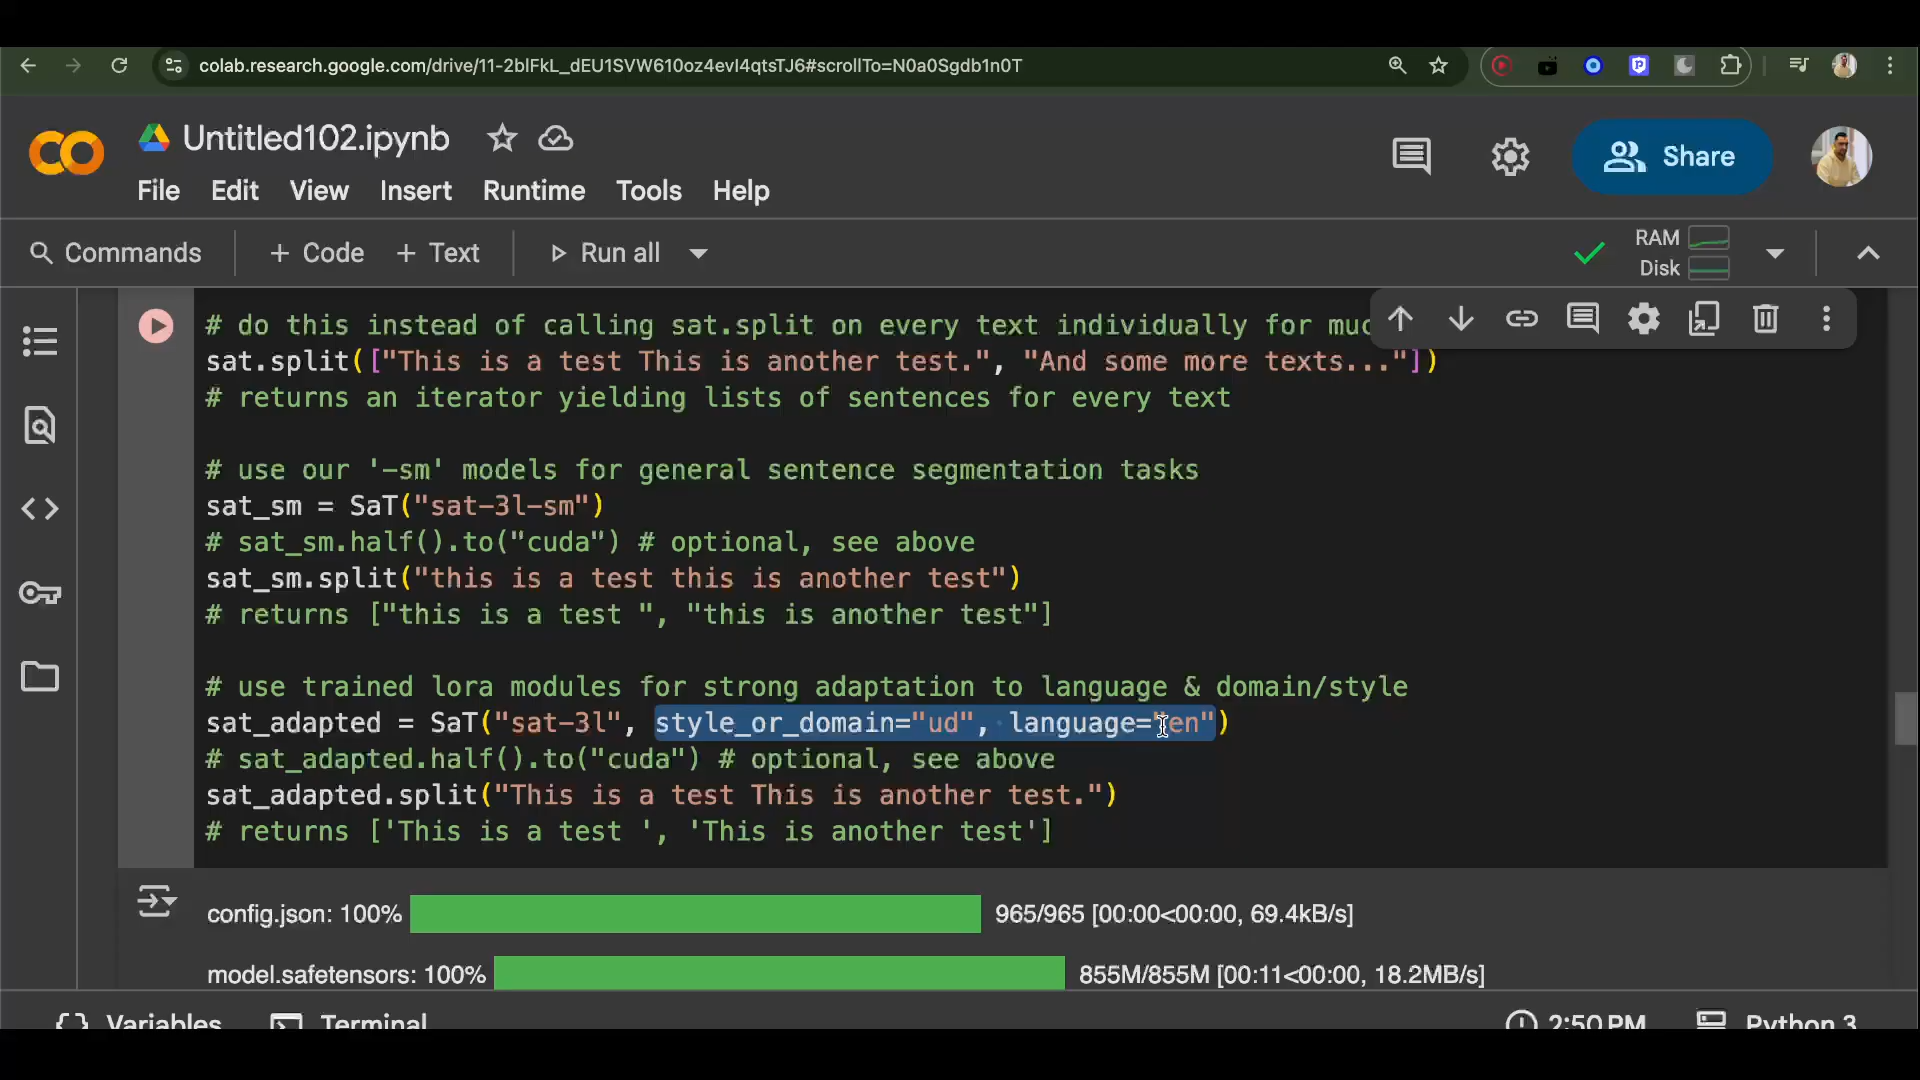 colab.research.google.com/drive/11-2blFkL_dEU1SVW610oz4evI4qtsTJ6#scrollTo=N0a0Sgdb1n0T
Untitled102.ipynb
File Edit View Insert Runtime Tools Help
Share
Commands + Code + Text Run all
RAM
Disk
# do this instead of calling sat.split on every text individually for muc
sat.split(["This is a test This is another test.", "And some more texts..."])
# returns an iterator yielding lists of sentences for every text
# use our '-sm' models for general sentence segmentation tasks
sat_sm = SaT("sat-3l-sm")
# sat_sm.half().to("cuda") # optional, see above
sat_sm.split("this is a test this is another test")
# returns ["this is a test ", "this is another test"]
# use trained lora modules for strong adaptation to language & domain/style
sat_adapted = SaT("sat-3l", style_or_domain="ud", language="en")
# sat_adapted.half().to("cuda") # optional, see above
sat_adapted.split("This is a test This is another test.")
# returns ['This is a test ', 'This is another test']
config.json: 100% 965/965 [00:00<00:00, 69.4kB/s]
model.safetensors: 100% 855M/855M [00:11<00:00, 18.2MB/s]
Variables Terminal 2:50 PM Python 3